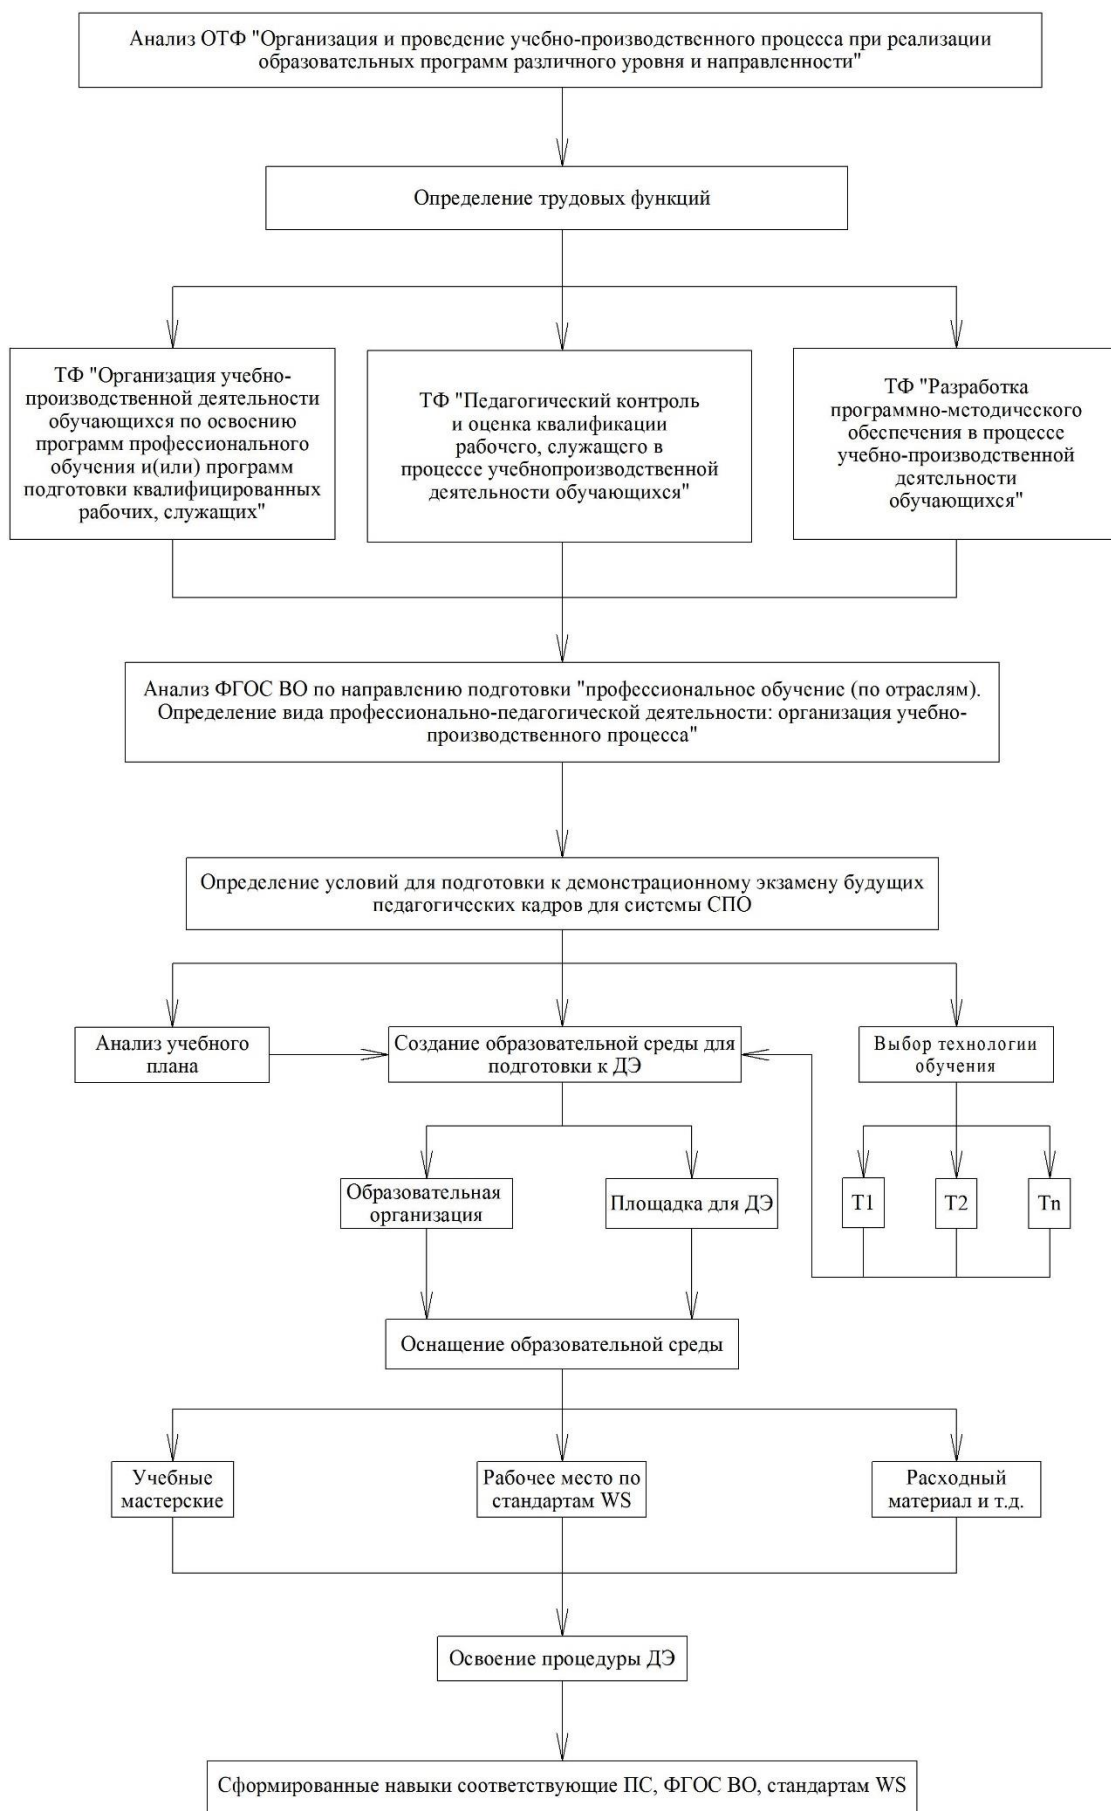 Анализ ОТФ "Организация и проведение учебно-производственного процесса при реализации
образовательных программ различного уровня и направленности"
Определение трудовых функций
ТФ "Организация учебно-
производственной деятельности
обучающихся по освоению
программ профессионального
обучения и(или) программ
подготовки квалифицированных
рабочих, служащих"
ТФ "Педагогический контроль
и оценка квалификации
рабочего, служащего в
процессе учебнопроизводственной
деятельности обучающихся"
ТФ "Разработка
программно-методического
обеспечения в процессе
учебно-производственной
деятельности
обучающихся"
Анализ ФГОС ВО по направлению подготовки "профессиональное обучение (по отраслям).
Определение вида профессионально-педагогической деятельности: организация учебно-
производственного процесса"
Определение условий для подготовки к демонстрационному экзамену будущих
педагогических кадров для системы СПО
Анализ учебного
плана
Создание образовательной среды для
подготовки к ДЭ
Выбор технологии
обучения
Образовательная
организация
Площадка для ДЭ
Т1
Т2
Тn
Оснащение образовательной среды
Учебные
мастерские
Рабочее место по
стандартам WS
Расходный
материал и т.д.
Освоение процедуры ДЭ
Сформированные навыки соответствующие ПС, ФГОС ВО, стандартам WS